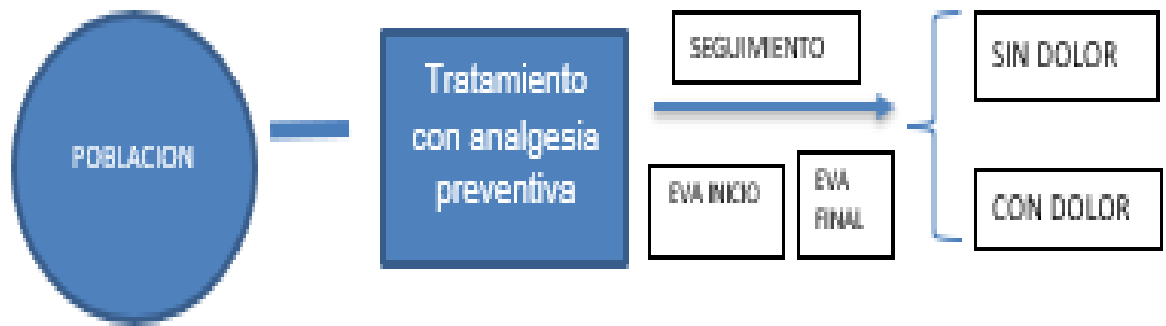 POBLACION
Tratamiento
con analgesia
preventiva
SEGUIMIENTO
EVA INICIO
EVA
FINAL
SIN DOLOR
CON DOLOR